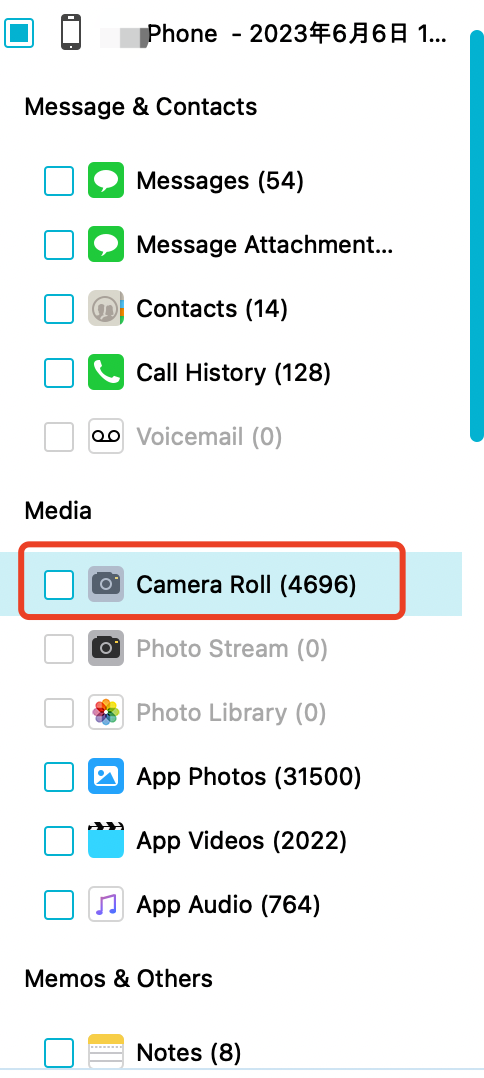 Phone - 2023年6月6日 1...
Message & Contacts
Messages (54)
Message Attachment...
Contacts (14)
Call History (128)
Voicemail (0)
Media
Camera Roll (4696)
Photo Stream (0)
Photo Library (0)
App Photos (31500)
App Videos (2022)
App Audio (764)
Memos & Others
Notes (8)